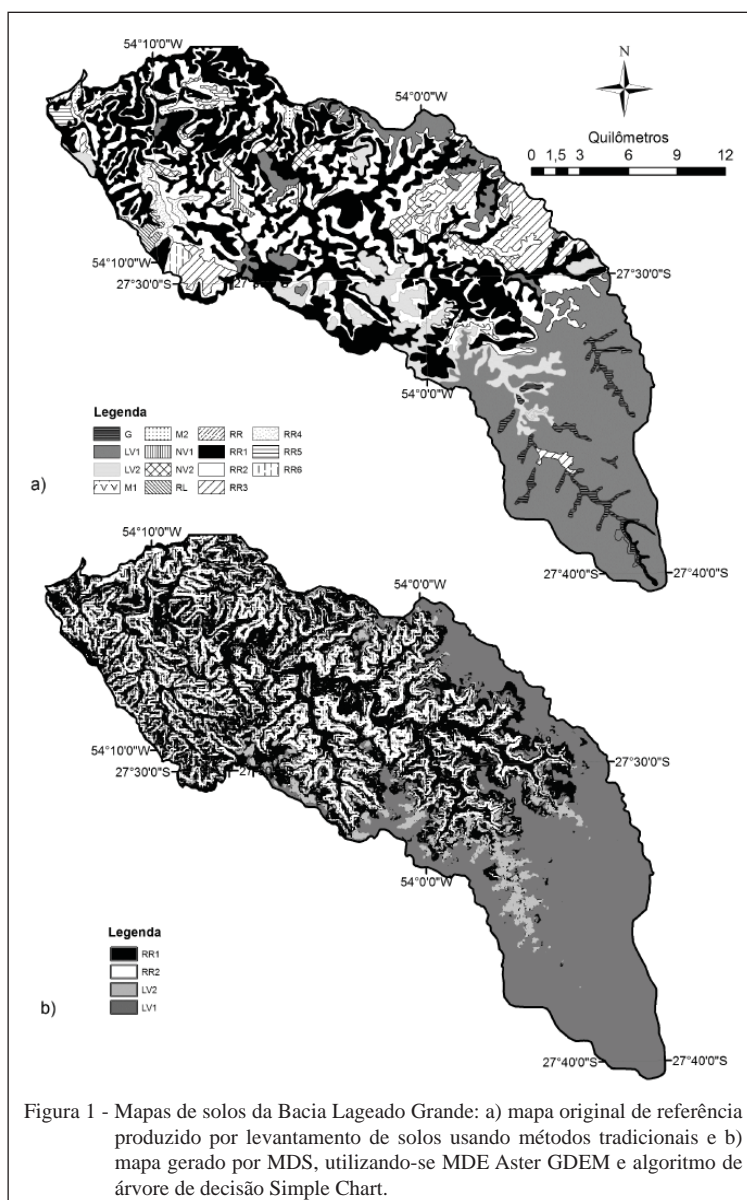 54°10'0"W
N
54°0'0"W
Quilômetros
0 1,5 3 6 9 12
54°10'0"W
27°30'0"S
27°30'0"S
54°0'0"W
Legenda
G M2 RR RR4
LV1 NV1 RR1 RR5
LV2 NV2 RR2 RR6
M1 RL RR3
a)
27°40'0"S
27°40'0"S
54°10'0"W
54°0'0"W
54°10'0"W
27°30'0"S
27°30'0"S
54°0'0"W
Legenda
RR1
RR2
LV2
LV1
b)
27°40'0"S
27°40'0"S
Figura 1 - Mapas de solos da Bacia Lageado Grande: a) mapa original de referência
produzido por levantamento de solos usando métodos tradicionais e b)
mapa gerado por MDS, utilizando-se MDE Aster GDEM e algoritmo de
árvore de decisão Simple Chart.